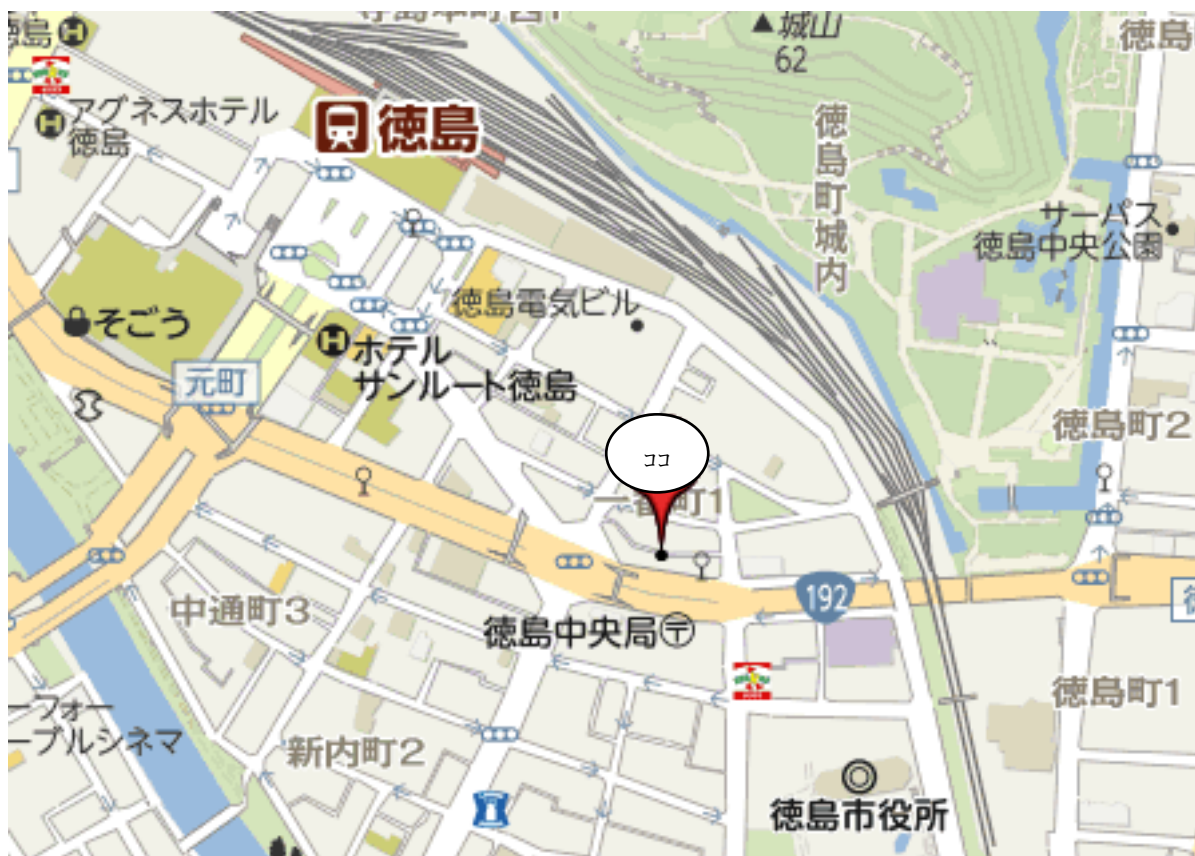 徳島
城山
62
徳島
アグネスホテル
徳島
徳島
徳島町城内
サーパス
徳島中央公園
そごう
徳島電気ビル
元町
ホテル
サンルート徳島
徳島町2
ココ
一番町1
192
中通町3
徳島中央局
徳島町1
ーフォー
ーブルシネマ
新内町2
徳島市役所